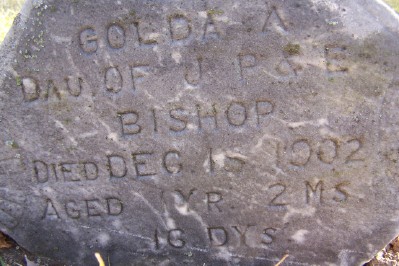 GOLDA A
DAU. OF J. P. & E.
BISHOP.
DIED DEC. 15, 1902
AGED 1 YR. 2 MS.
16 DYS